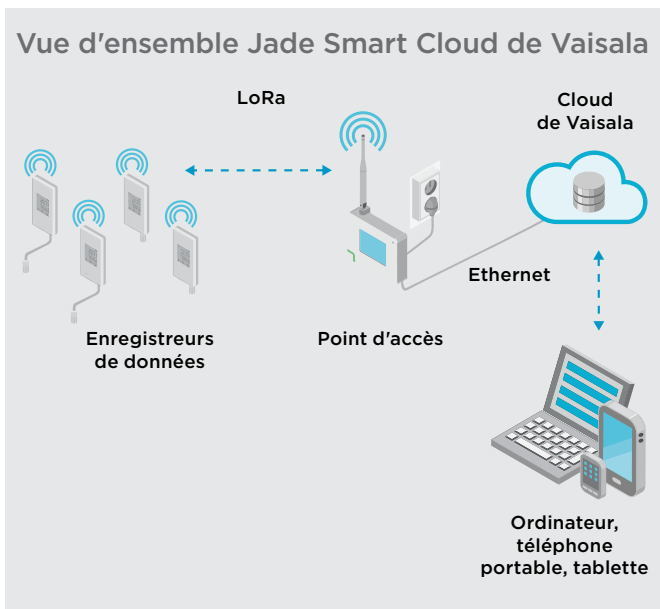 Vue d'ensemble Jade Smart Cloud de Vaisala
LoRa
Cloud
de Vaisala
Ethernet
Enregistreurs
de données
Point d'accès
Ordinateur,
téléphone
portable, tablette